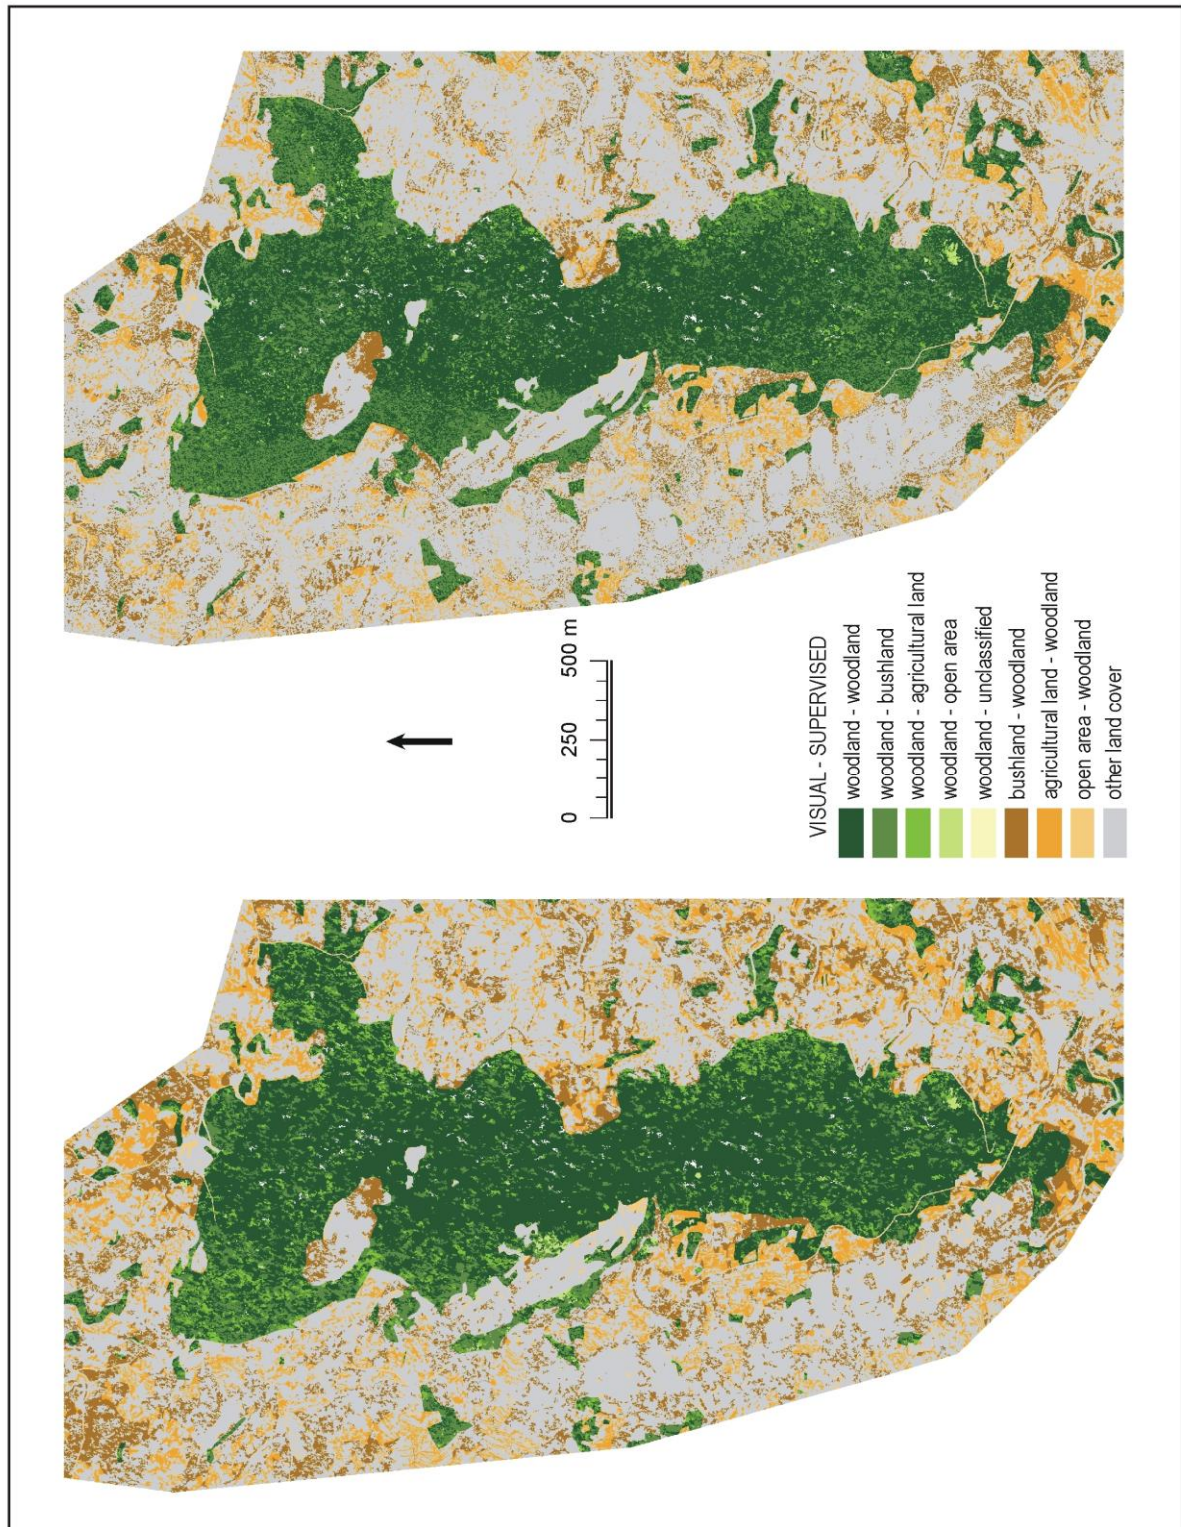 0 250 500 m
VISUAL - SUPERVISED
woodland - woodland
woodland - bushland
woodland - agricultural land
woodland - open area
woodland - unclassified
bushland - woodland
agricultural land - woodland
open area - woodland
other land cover